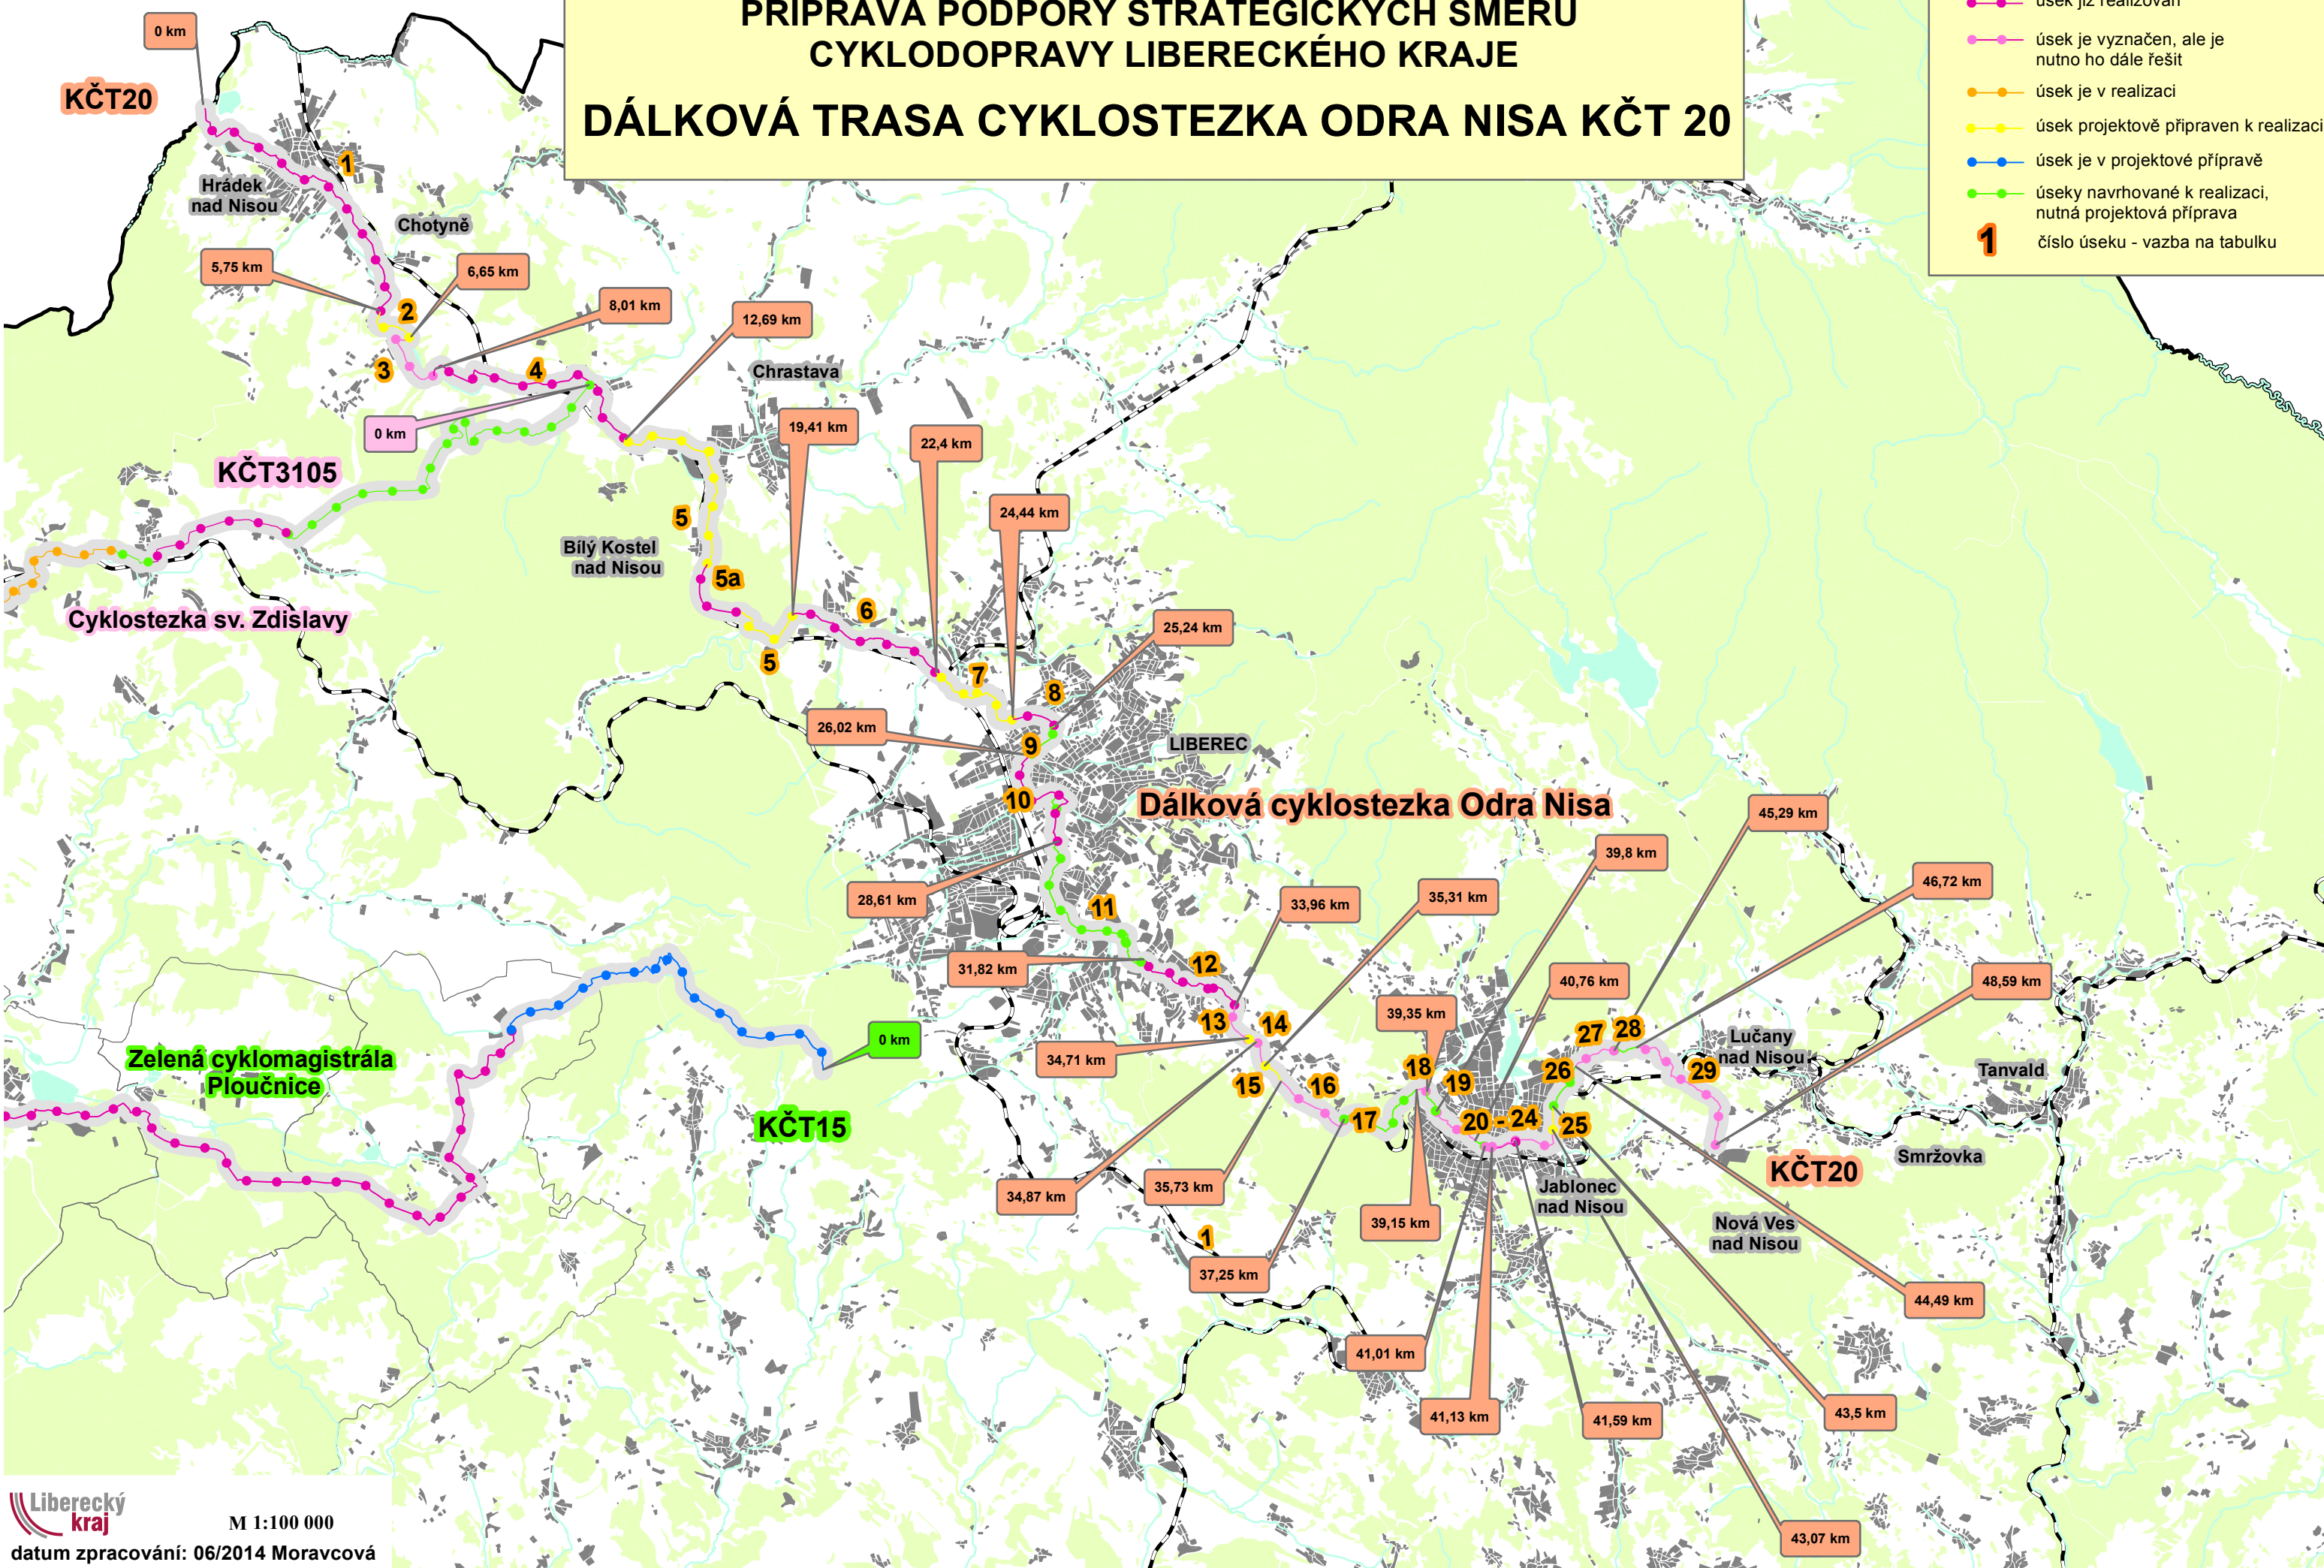 PŘÍPRAVA PODPORY STRATEGICKÝCH SMĚRŮ
CYKLODOPRAVY LIBERECKÉHO KRAJE
DÁLKOVÁ TRASA CYKLOSTEZKA ODRA NISA KČT 20
úsek již realizován
úsek je vyznačen, ale je
nutno ho dále řešit
úsek je v realizaci
úsek projektově připraven k realizaci
úsek je v projektové přípravě
úseky navrhované k realizaci,
nutná projektová příprava
1
číslo úseku - vazba na tabulku
0 km
KČT20
1
Hrádek
nad Nisou
Chotyně
5,75 km
6,65 km
2
8,01 km
12,69 km
3
4
Chrastava
0 km
19,41 km
22,4 km
KČT3105
24,44 km
5
Bílý Kostel
nad Nisou
5a
Cyklostezka sv. Zdislavy
6
25,24 km
5
7
8
26,02 km
9
LIBEREC
10
Dálková cyklostezka Odra Nisa
45,29 km
39,8 km
46,72 km
28,61 km
11
33,96 km
35,31 km
31,82 km
12
40,76 km
48,59 km
39,35 km
13
14
27
28
Lučany
nad Nisou
0 km
34,71 km
Zelená cyklomagistrála
Ploučnice
15
16
18
19
26
29
Tanvald
17
20 - 24
25
KČT15
Smržovka
KČT20
34,87 km
35,73 km
Jablonec
nad Nisou
39,15 km
Nová Ves
nad Nisou
1
37,25 km
44,49 km
41,01 km
41,13 km
41,59 km
43,5 km
43,07 km
Liberecký
kraj
M 1:100 000
datum zpracování: 06/2014 Moravcová